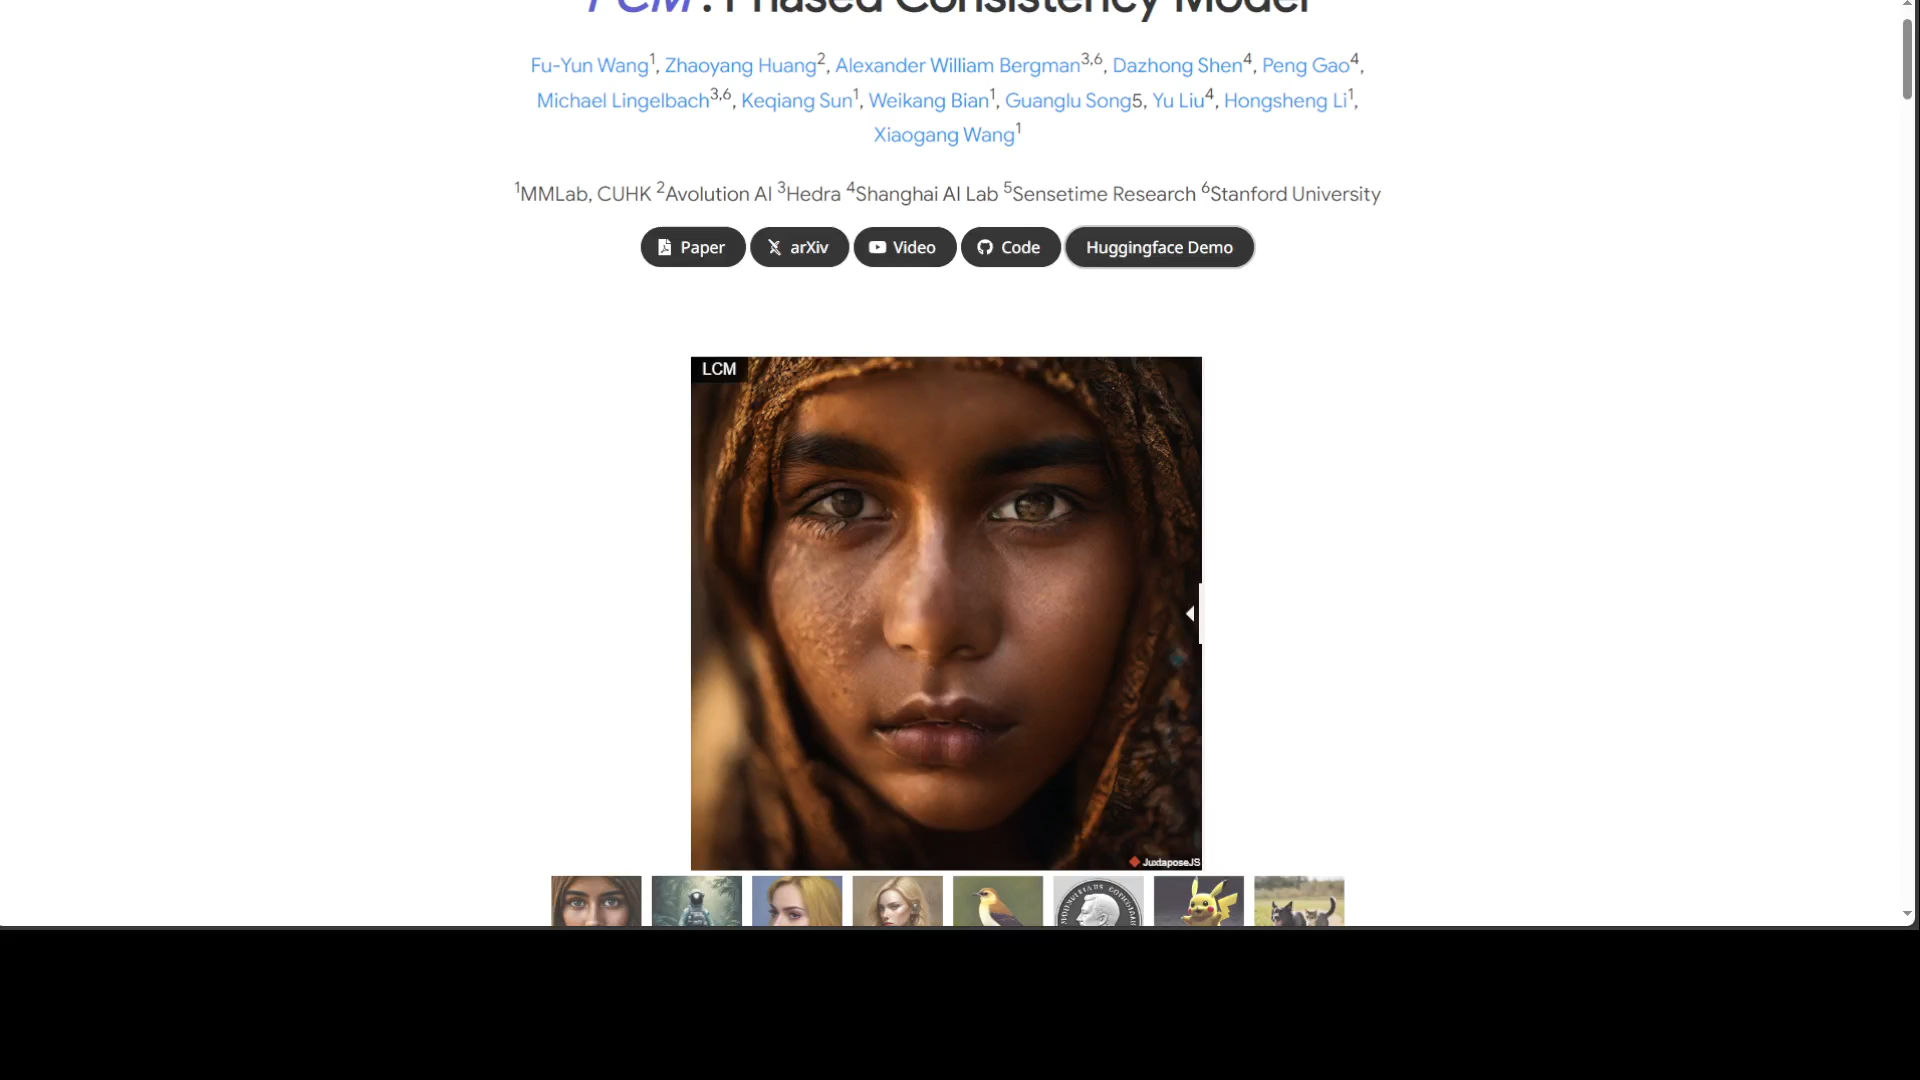 PCM : Phased Consistency Model
Fu-Yun Wang1, Zhaoyang Huang2, Alexander William Bergman3,6, Dazhong Shen4, Peng Gao4,
Michael Lingelbach3,6, Keqiang Sun1, Weikang Bian1, Guanglu Song5, Yu Liu4, Hongsheng Li1,
Xiaogang Wang1
1MMLab, CUHK 2Avolution AI 3Hedra 4Shanghai AI Lab 5Sensetime Research 6Stanford University
Paper arXiv Video Code Huggingface Demo
LCM
JuxtaposeJS